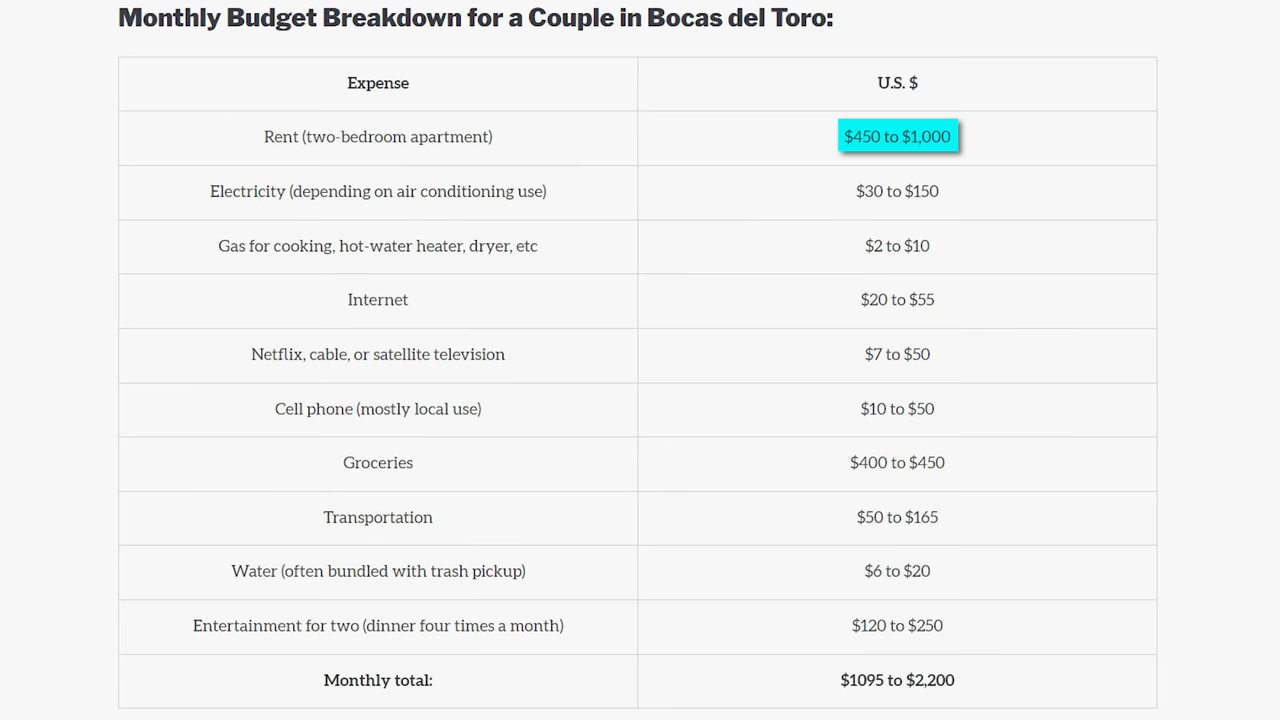 Monthly Budget Breakdown for a Couple in Bocas del Toro:
Expense U.S. $
Rent (two-bedroom apartment) $450 to $1,000
Electricity (depending on air conditioning use) $30 to $150
Gas for cooking, hot-water heater, dryer, etc $2 to $10
Internet $20 to $55
Netflix, cable, or satellite television $7 to $50
Cell phone (mostly local use) $10 to $50
Groceries $400 to $450
Transportation $50 to $165
Water (often bundled with trash pickup) $6 to $20
Entertainment for two (dinner four times a month) $120 to $250
Monthly total: $1095 to $2,200